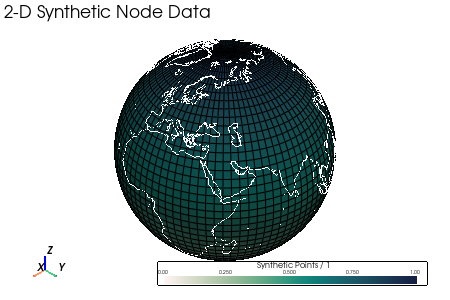 2-D Synthetic Node Data
Z
X Y
Synthetic Points / 1
0.00 0.250 0.500 0.750 1.00